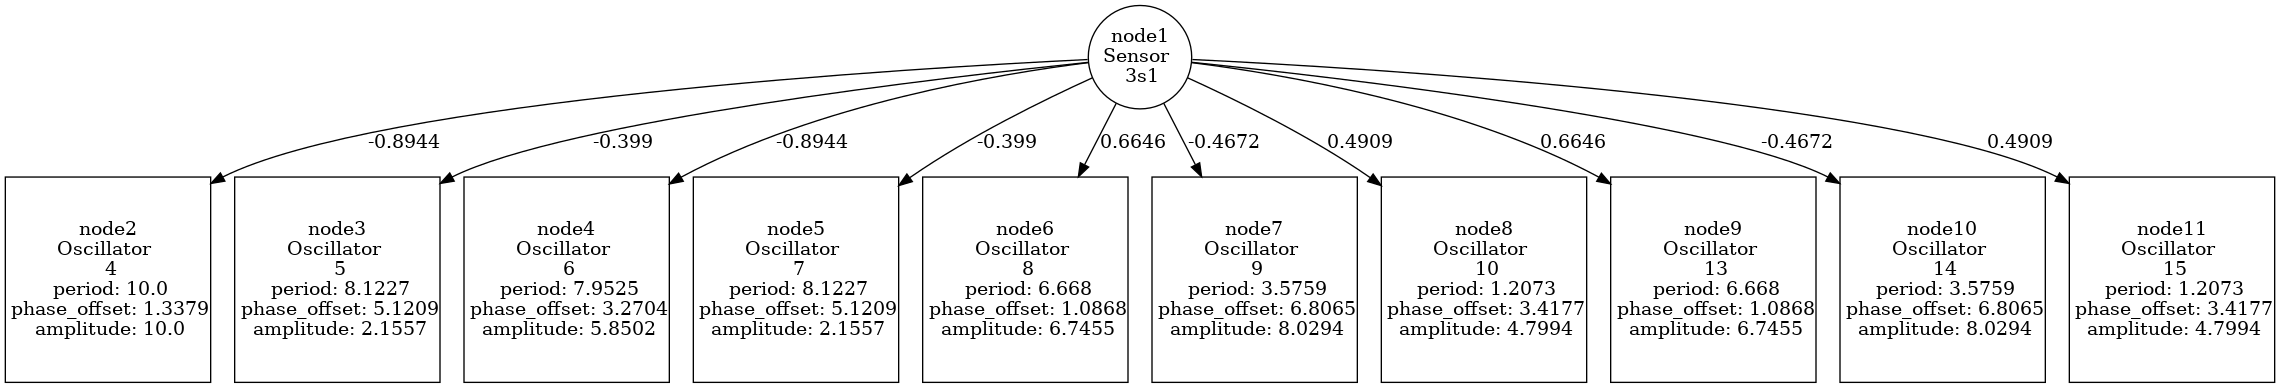 node1
Sensor
3s1
-0.8944
-0.399
-0.8944
-0.399
0.6646
-0.4672
0.4909
0.6646
-0.4672
0.4909
node2
Oscillator
4
period: 10.0
phase_offset: 1.3379
amplitude: 10.0
node3
Oscillator
5
period: 8.1227
phase_offset: 5.1209
amplitude: 2.1557
node4
Oscillator
6
period: 7.9525
phase_offset: 3.2704
amplitude: 5.8502
node5
Oscillator
7
period: 8.1227
phase_offset: 5.1209
amplitude: 2.1557
node6
Oscillator
8
period: 6.668
phase_offset: 1.0868
amplitude: 6.7455
node7
Oscillator
9
period: 3.5759
phase_offset: 6.8065
amplitude: 8.0294
node8
Oscillator
10
period: 1.2073
phase_offset: 3.4177
amplitude: 4.7994
node9
Oscillator
13
period: 6.668
phase_offset: 1.0868
amplitude: 6.7455
node10
Oscillator
14
period: 3.5759
phase_offset: 6.8065
amplitude: 8.0294
node11
Oscillator
15
period: 1.2073
phase_offset: 3.4177
amplitude: 4.7994